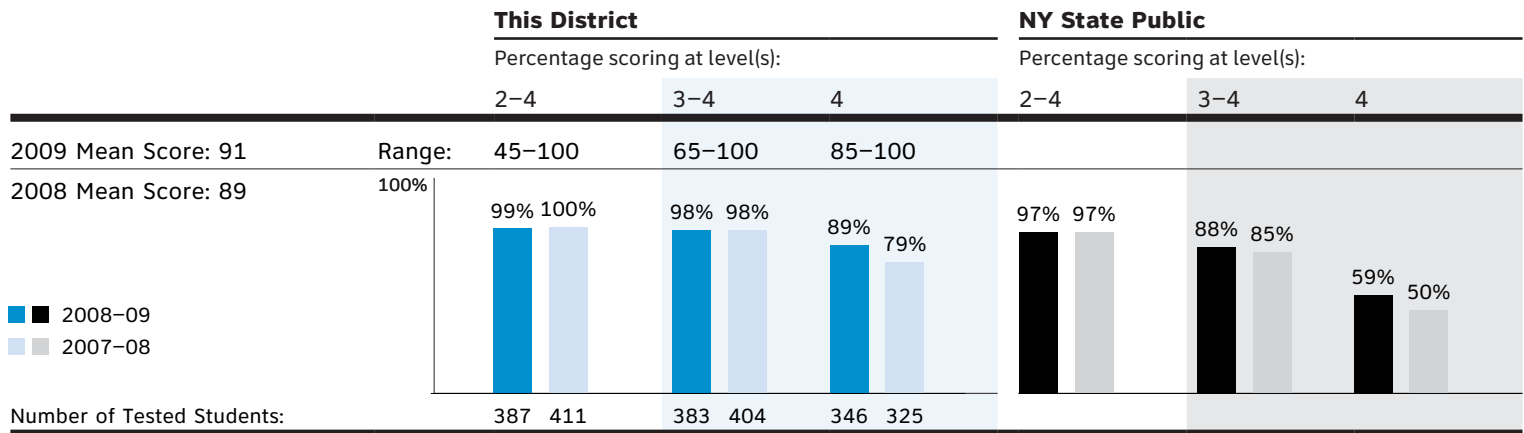 This District NY State Public
Percentage scoring at level(s): Percentage scoring at level(s):
2–4 3–4 4 2–4 3–4 4
2009 Mean Score: 91 Range: 45–100 65–100 85–100
2008 Mean Score: 89 100%
99% 100% 98% 98% 89% 79% 97% 97% 88% 85% 59% 50%
2008–09
2007–08
Number of Tested Students: 387 411 383 404 346 325